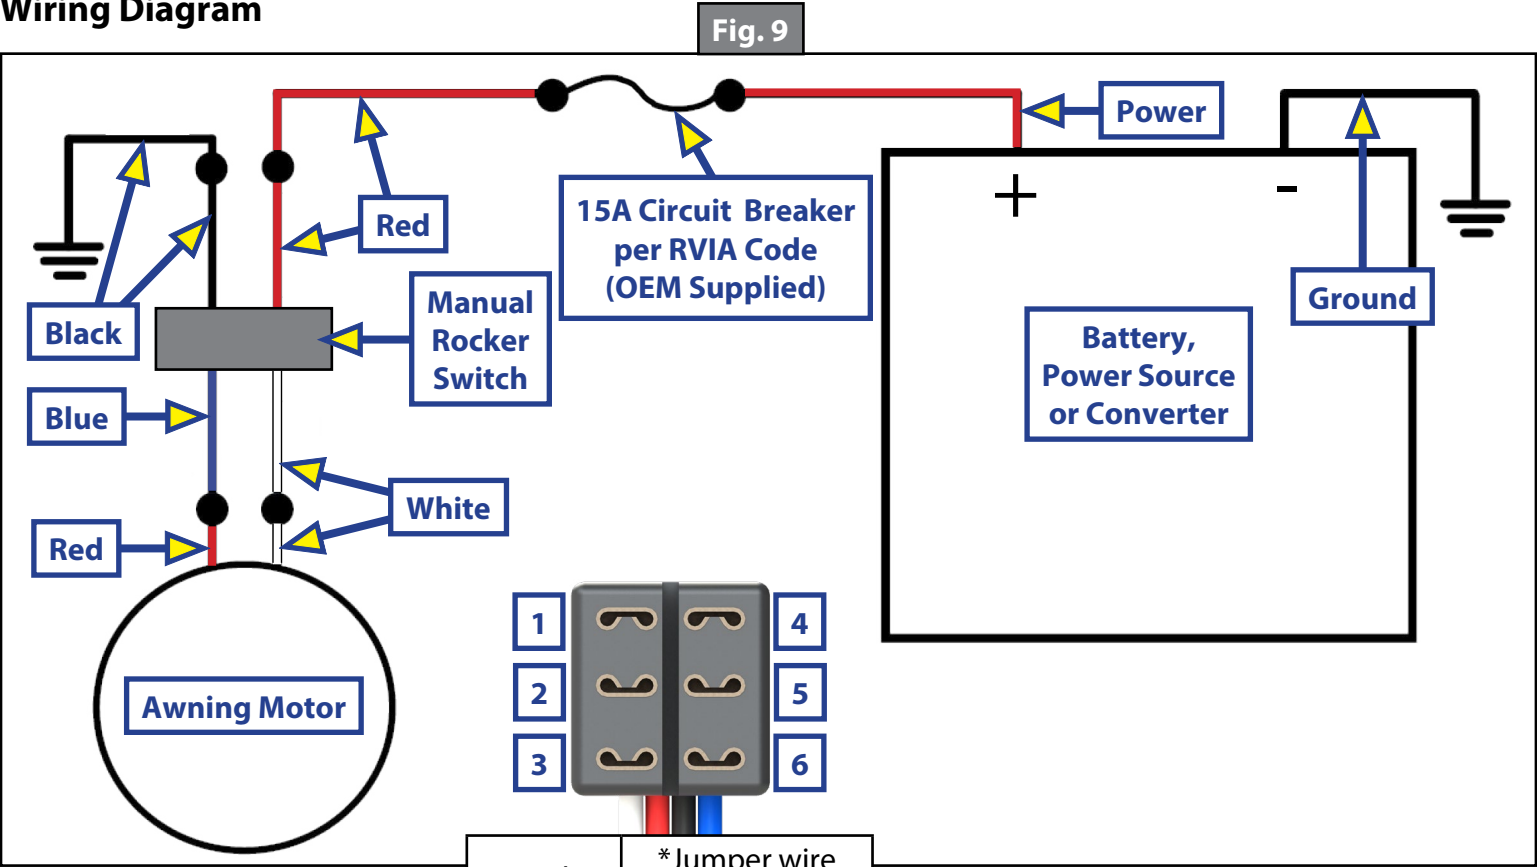 Wiring Diagram
Fig. 9
Power
+
-
Red
15A Circuit Breaker
per RVIA Code
(OEM Supplied)
Manual
Rocker
Switch
Black
Ground
Battery,
Power Source
or Converter
Blue
White
Red
Awning Motor
1
4
2
5
3
6
*Jumper wire